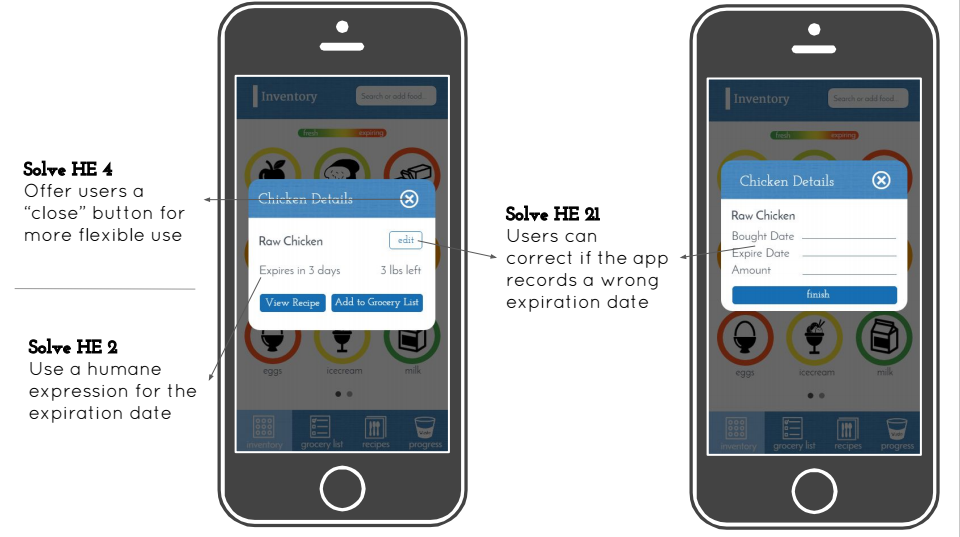 Solve HE 4
Offer users a
“close” button for
more flexible use
Solve HE 2
Use a humane
expression for the
expiration date
Inventory
Search or add food...
fresh expiring
Chicken Details
Raw Chicken
edit
Expires in 3 days
3 lbs left
View Recipe
Add to Grocery List
eggs
icecream
milk
inventory
grocery list
recipes
progress
Solve HE 21
Users can
correct if the app
records a wrong
expiration date
Inventory
Search or add food...
fresh expiring
Chicken Details
Raw Chicken
Bought Date
Expire Date
Amount
finish
eggs
icecream
milk
inventory
grocery list
recipes
progress